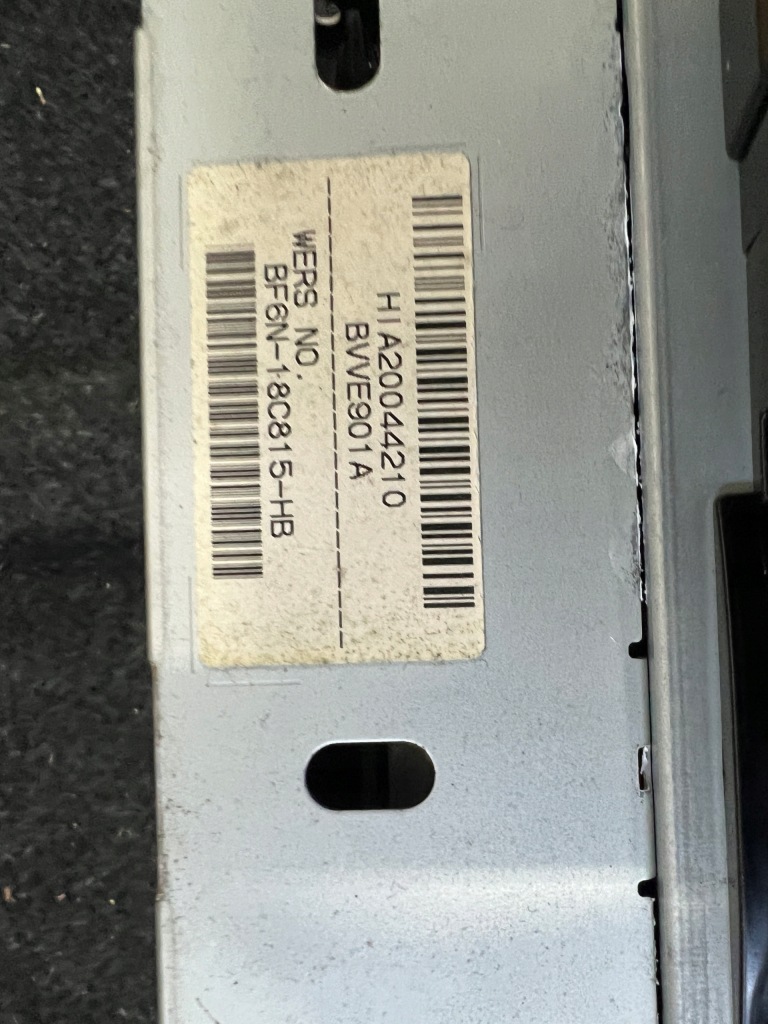 HIA20044210
BVVE901A
WERS NO.
BF6N-18C815-HB